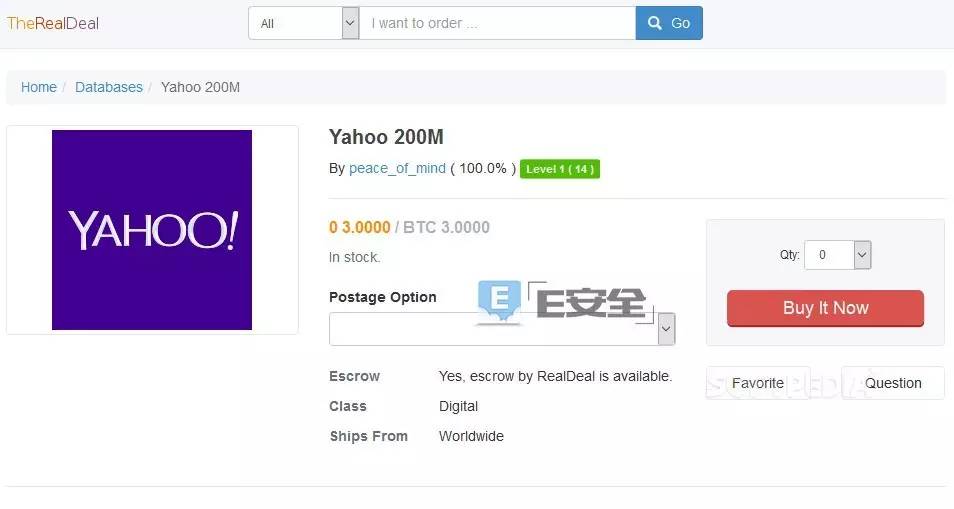 TheRealDeal
All
I want to order ...
Go
Home / Databases / Yahoo 200M
YAHOO!
Yahoo 200M
By peace_of_mind ( 100.0% ) Level 1 ( 14 )
0 3.0000 / BTC 3.0000
In stock.
Qty: 0
Buy It Now
Postage Option
E「E安全」
Escrow Yes, escrow by RealDeal is available.
Favorite
Question
SOFTPEDIA
Class Digital
Ships From Worldwide